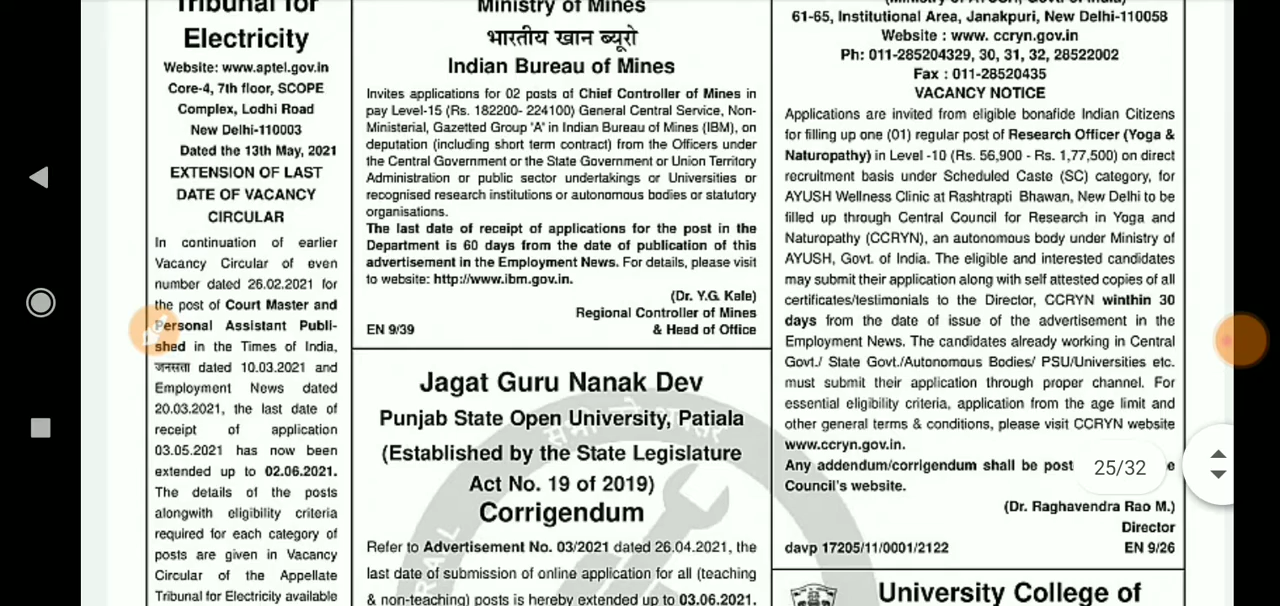 Tribunal for
Electricity
Website: www.aptel.gov.in
Core-4, 7th floor, SCOPE
Complex, Lodhi Road
New Delhi-110003
Dated the 13th May, 2021
EXTENSION OF LAST
DATE OF VACANCY
CIRCULAR
In continuation of earlier
Vacancy Circular of even
number dated 26.02.2021 for
the post of Court Master and
Personal Assistant Publi-
shed in the Times of India,
जनसत्ता dated 10.03.2021 and
Employment News dated
20.03.2021, the last date of
receipt of application
03.05.2021 has now been
extended up to 02.06.2021.
The details of the posts
alongwith eligibility criteria
required for each category of
posts are given in Vacancy
Circular of the Appellate
Tribunal for Electricity available
Ministry of Mines
भारतीय खान ब्यूरो
Indian Bureau of Mines
Invites applications for 02 posts of Chief Controller of Mines in
pay Level-15 (Rs. 182200- 224100) General Central Service, Non-
Ministerial, Gazetted Group 'A' in Indian Bureau of Mines (IBM), on
deputation (including short term contract) from the Officers under
the Central Government or the State Government or Union Territory
Administration or public sector undertakings or Universities or
recognised research institutions or autonomous bodies or statutory
organisations.
The last date of receipt of applications for the post in the
Department is 60 days from the date of publication of this
advertisement in the Employment News. For details, please visit
to website: http://www.ibm.gov.in.
(Dr. Y.G. Kale)
Regional Controller of Mines
EN 9/39 & Head of Office
Jagat Guru Nanak Dev
Punjab State Open University, Patiala
(Established by the State Legislature
Act No. 19 of 2019)
Corrigendum
Refer to Advertisement No. 03/2021 dated 26.04.2021, the
last date of submission of online application for all (teaching
& non-teaching) posts is hereby extended up to 03.06.2021.
(Ministry of AYUSH, Govt. of India)
61-65, Institutional Area, Janakpuri, New Delhi-110058
Website : www. ccryn.gov.in
Ph: 011-285204329, 30, 31, 32, 28522002
Fax : 011-28520435
VACANCY NOTICE
Applications are invited from eligible bonafide Indian Citizens
for filling up one (01) regular post of Research Officer (Yoga &
Naturopathy) in Level -10 (Rs. 56,900 - Rs. 1,77,500) on direct
recruitment basis under Scheduled Caste (SC) category, for
AYUSH Wellness Clinic at Rashtrapti Bhawan, New Delhi to be
filled up through Central Council for Research in Yoga and
Naturopathy (CCRYN), an autonomous body under Ministry of
AYUSH, Govt. of India. The eligible and interested candidates
may submit their application along with self attested copies of all
certificates/testimonials to the Director, CCRYN winthin 30
days from the date of issue of the advertisement in the
Employment News. The candidates already working in Central
Govt./ State Govt./Autonomous Bodies/ PSU/Universities etc.
must submit their application through proper channel. For
essential eligibility criteria, application from the age limit and
other general terms & conditions, please visit CCRYN website
www.ccryn.gov.in.
Any addendum/corrigendum shall be post e
Council's website.
(Dr. Raghavendra Rao M.)
Director
davp 17205/11/0001/2122 EN 9/26
University College of
25/32